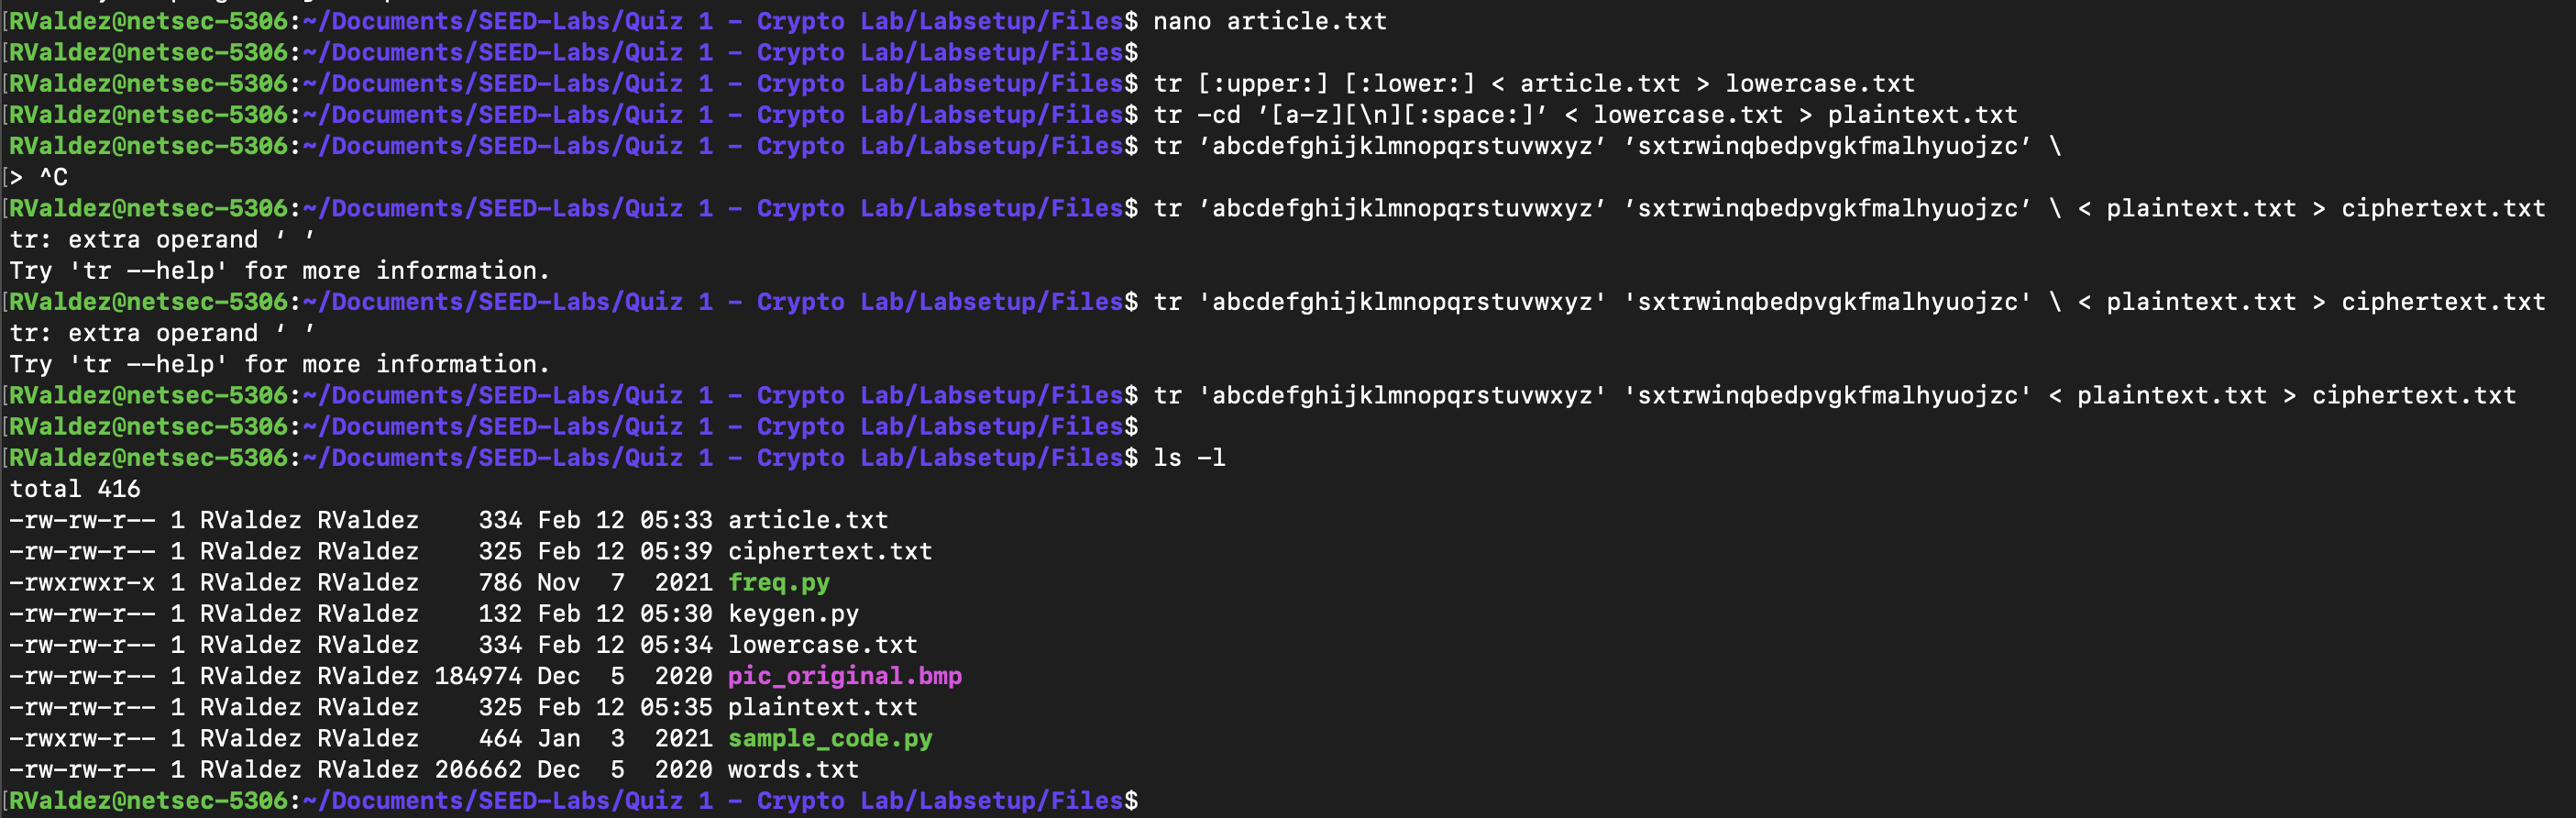 [RValdez@netsec-5306:~/Documents/SEED-Labs/Quiz 1 - Crypto Lab/Labsetup/Files$ nano article.txt
[RValdez@netsec-5306:~/Documents/SEED-Labs/Quiz 1 - Crypto Lab/Labsetup/Files$
[RValdez@netsec-5306:~/Documents/SEED-Labs/Quiz 1 - Crypto Lab/Labsetup/Files$ tr [:upper:] [:lower:] < article.txt > lowercase.txt
[RValdez@netsec-5306:~/Documents/SEED-Labs/Quiz 1 - Crypto Lab/Labsetup/Files$ tr -cd ’[a-z][\n][:space:]’ < lowercase.txt > plaintext.txt
RValdez@netsec-5306:~/Documents/SEED-Labs/Quiz 1 - Crypto Lab/Labsetup/Files$ tr ’abcdefghijklmnopqrstuvwxyz’ ’sxtrwinqbedpvgkfmalhyuojzc’ \
[> ^C
[RValdez@netsec-5306:~/Documents/SEED-Labs/Quiz 1 - Crypto Lab/Labsetup/Files$ tr ’abcdefghijklmnopqrstuvwxyz’ ’sxtrwinqbedpvgkfmalhyuojzc’ \ < plaintext.txt > ciphertext.txt
tr: extra operand ‘ ’
Try 'tr --help' for more information.
[RValdez@netsec-5306:~/Documents/SEED-Labs/Quiz 1 - Crypto Lab/Labsetup/Files$ tr 'abcdefghijklmnopqrstuvwxyz' 'sxtrwinqbedpvgkfmalhyuojzc' \ < plaintext.txt > ciphertext.txt
tr: extra operand ‘ ’
Try 'tr --help' for more information.
[RValdez@netsec-5306:~/Documents/SEED-Labs/Quiz 1 - Crypto Lab/Labsetup/Files$ tr 'abcdefghijklmnopqrstuvwxyz' 'sxtrwinqbedpvgkfmalhyuojzc' < plaintext.txt > ciphertext.txt
[RValdez@netsec-5306:~/Documents/SEED-Labs/Quiz 1 - Crypto Lab/Labsetup/Files$
[RValdez@netsec-5306:~/Documents/SEED-Labs/Quiz 1 - Crypto Lab/Labsetup/Files$ ls -l
total 416
-rw-rw-r-- 1 RValdez RValdez    334 Feb 12 05:33 article.txt
-rw-rw-r-- 1 RValdez RValdez    325 Feb 12 05:39 ciphertext.txt
-rwxrwxr-x 1 RValdez RValdez    786 Nov  7  2021 freq.py
-rw-rw-r-- 1 RValdez RValdez    132 Feb 12 05:30 keygen.py
-rw-rw-r-- 1 RValdez RValdez    334 Feb 12 05:34 lowercase.txt
-rw-rw-r-- 1 RValdez RValdez 184974 Dec  5  2020 pic_original.bmp
-rw-rw-r-- 1 RValdez RValdez    325 Feb 12 05:35 plaintext.txt
-rwxrw-r-- 1 RValdez RValdez    464 Jan  3  2021 sample_code.py
-rw-rw-r-- 1 RValdez RValdez 206662 Dec  5  2020 words.txt
[RValdez@netsec-5306:~/Documents/SEED-Labs/Quiz 1 - Crypto Lab/Labsetup/Files$